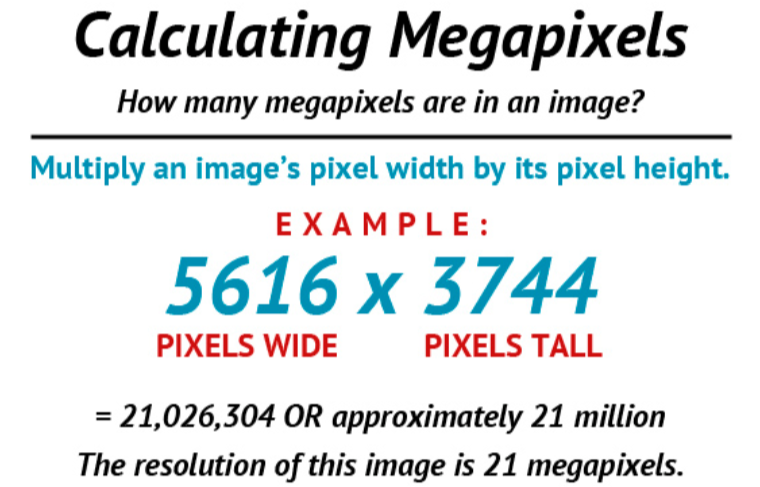 Calculating Megapixels
How many megapixels are in an image?
Multiply an image’s pixel width by its pixel height.
EXAMPLE:
5616 x 3744
PIXELS WIDE PIXELS TALL
= 21,026,304 OR approximately 21 million
The resolution of this image is 21 megapixels.